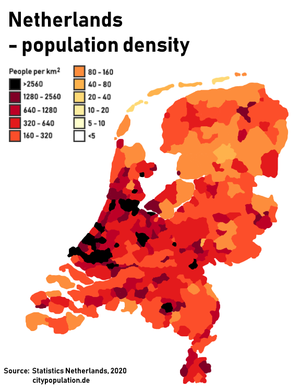 Netherlands
- population density
People per km²
>2560
1280 - 2560
640 - 1280
320 - 640
160 - 320
80 - 160
40 - 80
20 - 40
10 - 20
5 - 10
<5
Source: Statistics Netherlands, 2020
citypopulation.de